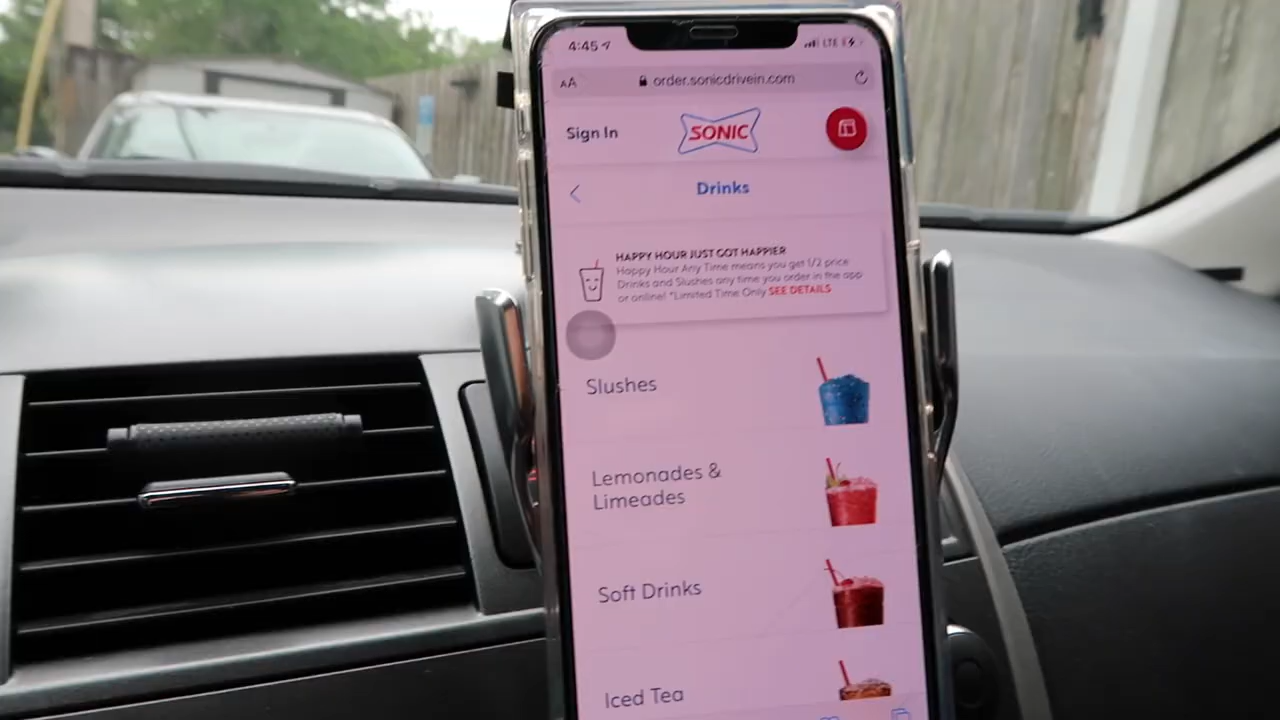 4:45
LTE
AA
order.sonicdrivein.com
Sign In
SONIC
Drinks
HAPPY HOUR JUST GOT HAPPIER
Happy Hour Any Time means you get 1/2 price
Drinks and Slushes any time you order in the app
or online! *Limited Time Only SEE DETAILS
Slushes
Lemonades &
Limeades
Soft Drinks
Iced Tea